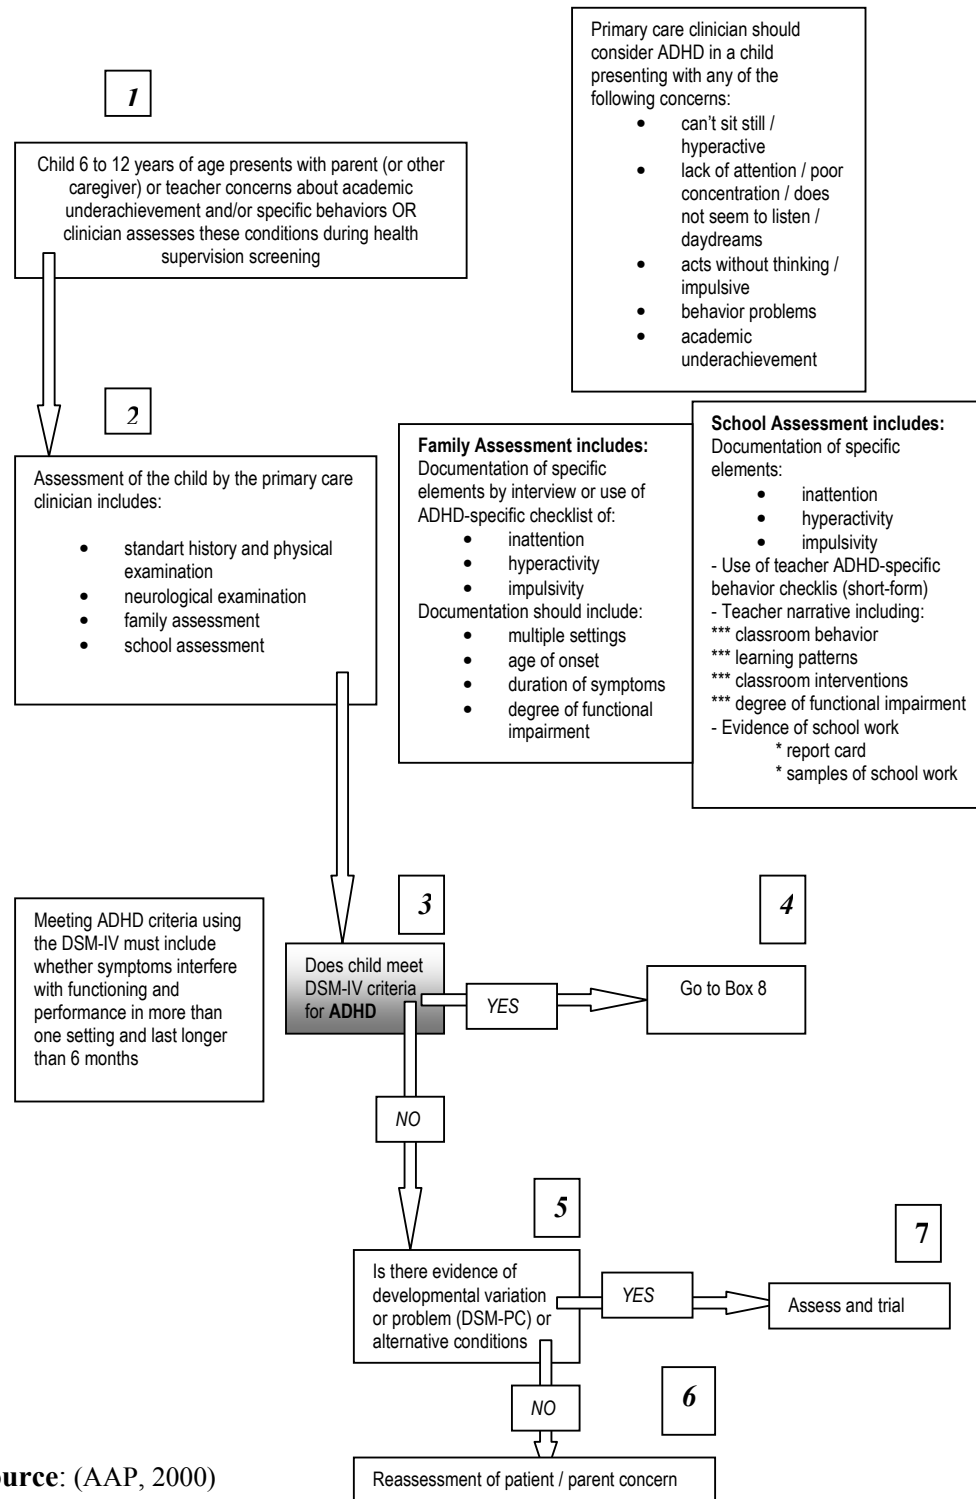 Primary care clinician should
consider ADHD in a child
presenting with any of the
following concerns:
• can't sit still /
hyperactive
• lack of attention / poor
concentration / does
not seem to listen /
daydreams
• acts without thinking /
impulsive
• behavior problems
• academic
underachievement
1
Child 6 to 12 years of age presents with parent (or other
caregiver) or teacher concerns about academic
underachievement and/or specific behaviors OR
clinician assesses these conditions during health
supervision screening
2
Assessment of the child by the primary care
clinician includes:
• standart history and physical
examination
• neurological examination
• family assessment
• school assessment
Family Assessment includes:
Documentation of specific
elements by interview or use of
ADHD-specific checklist of:
• inattention
• hyperactivity
• impulsivity
Documentation should include:
• multiple settings
• age of onset
• duration of symptoms
• degree of functional
impairment
School Assessment includes:
Documentation of specific
elements:
• inattention
• hyperactivity
• impulsivity
- Use of teacher ADHD-specific
behavior checklis (short-form)
- Teacher narrative including:
*** classroom behavior
*** learning patterns
*** classroom interventions
*** degree of functional impairment
- Evidence of school work
* report card
* samples of school work
Meeting ADHD criteria using
the DSM-IV must include
whether symptoms interfere
with functioning and
performance in more than
one setting and last longer
than 6 months
3
Does child meet
DSM-IV criteria
for ADHD
YES
4
Go to Box 8
NO
5
Is there evidence of
developmental variation
or problem (DSM-PC) or
alternative conditions
YES
7
Assess and trial
NO
6
Reassessment of patient / parent concern
urce: (AAP, 2000)